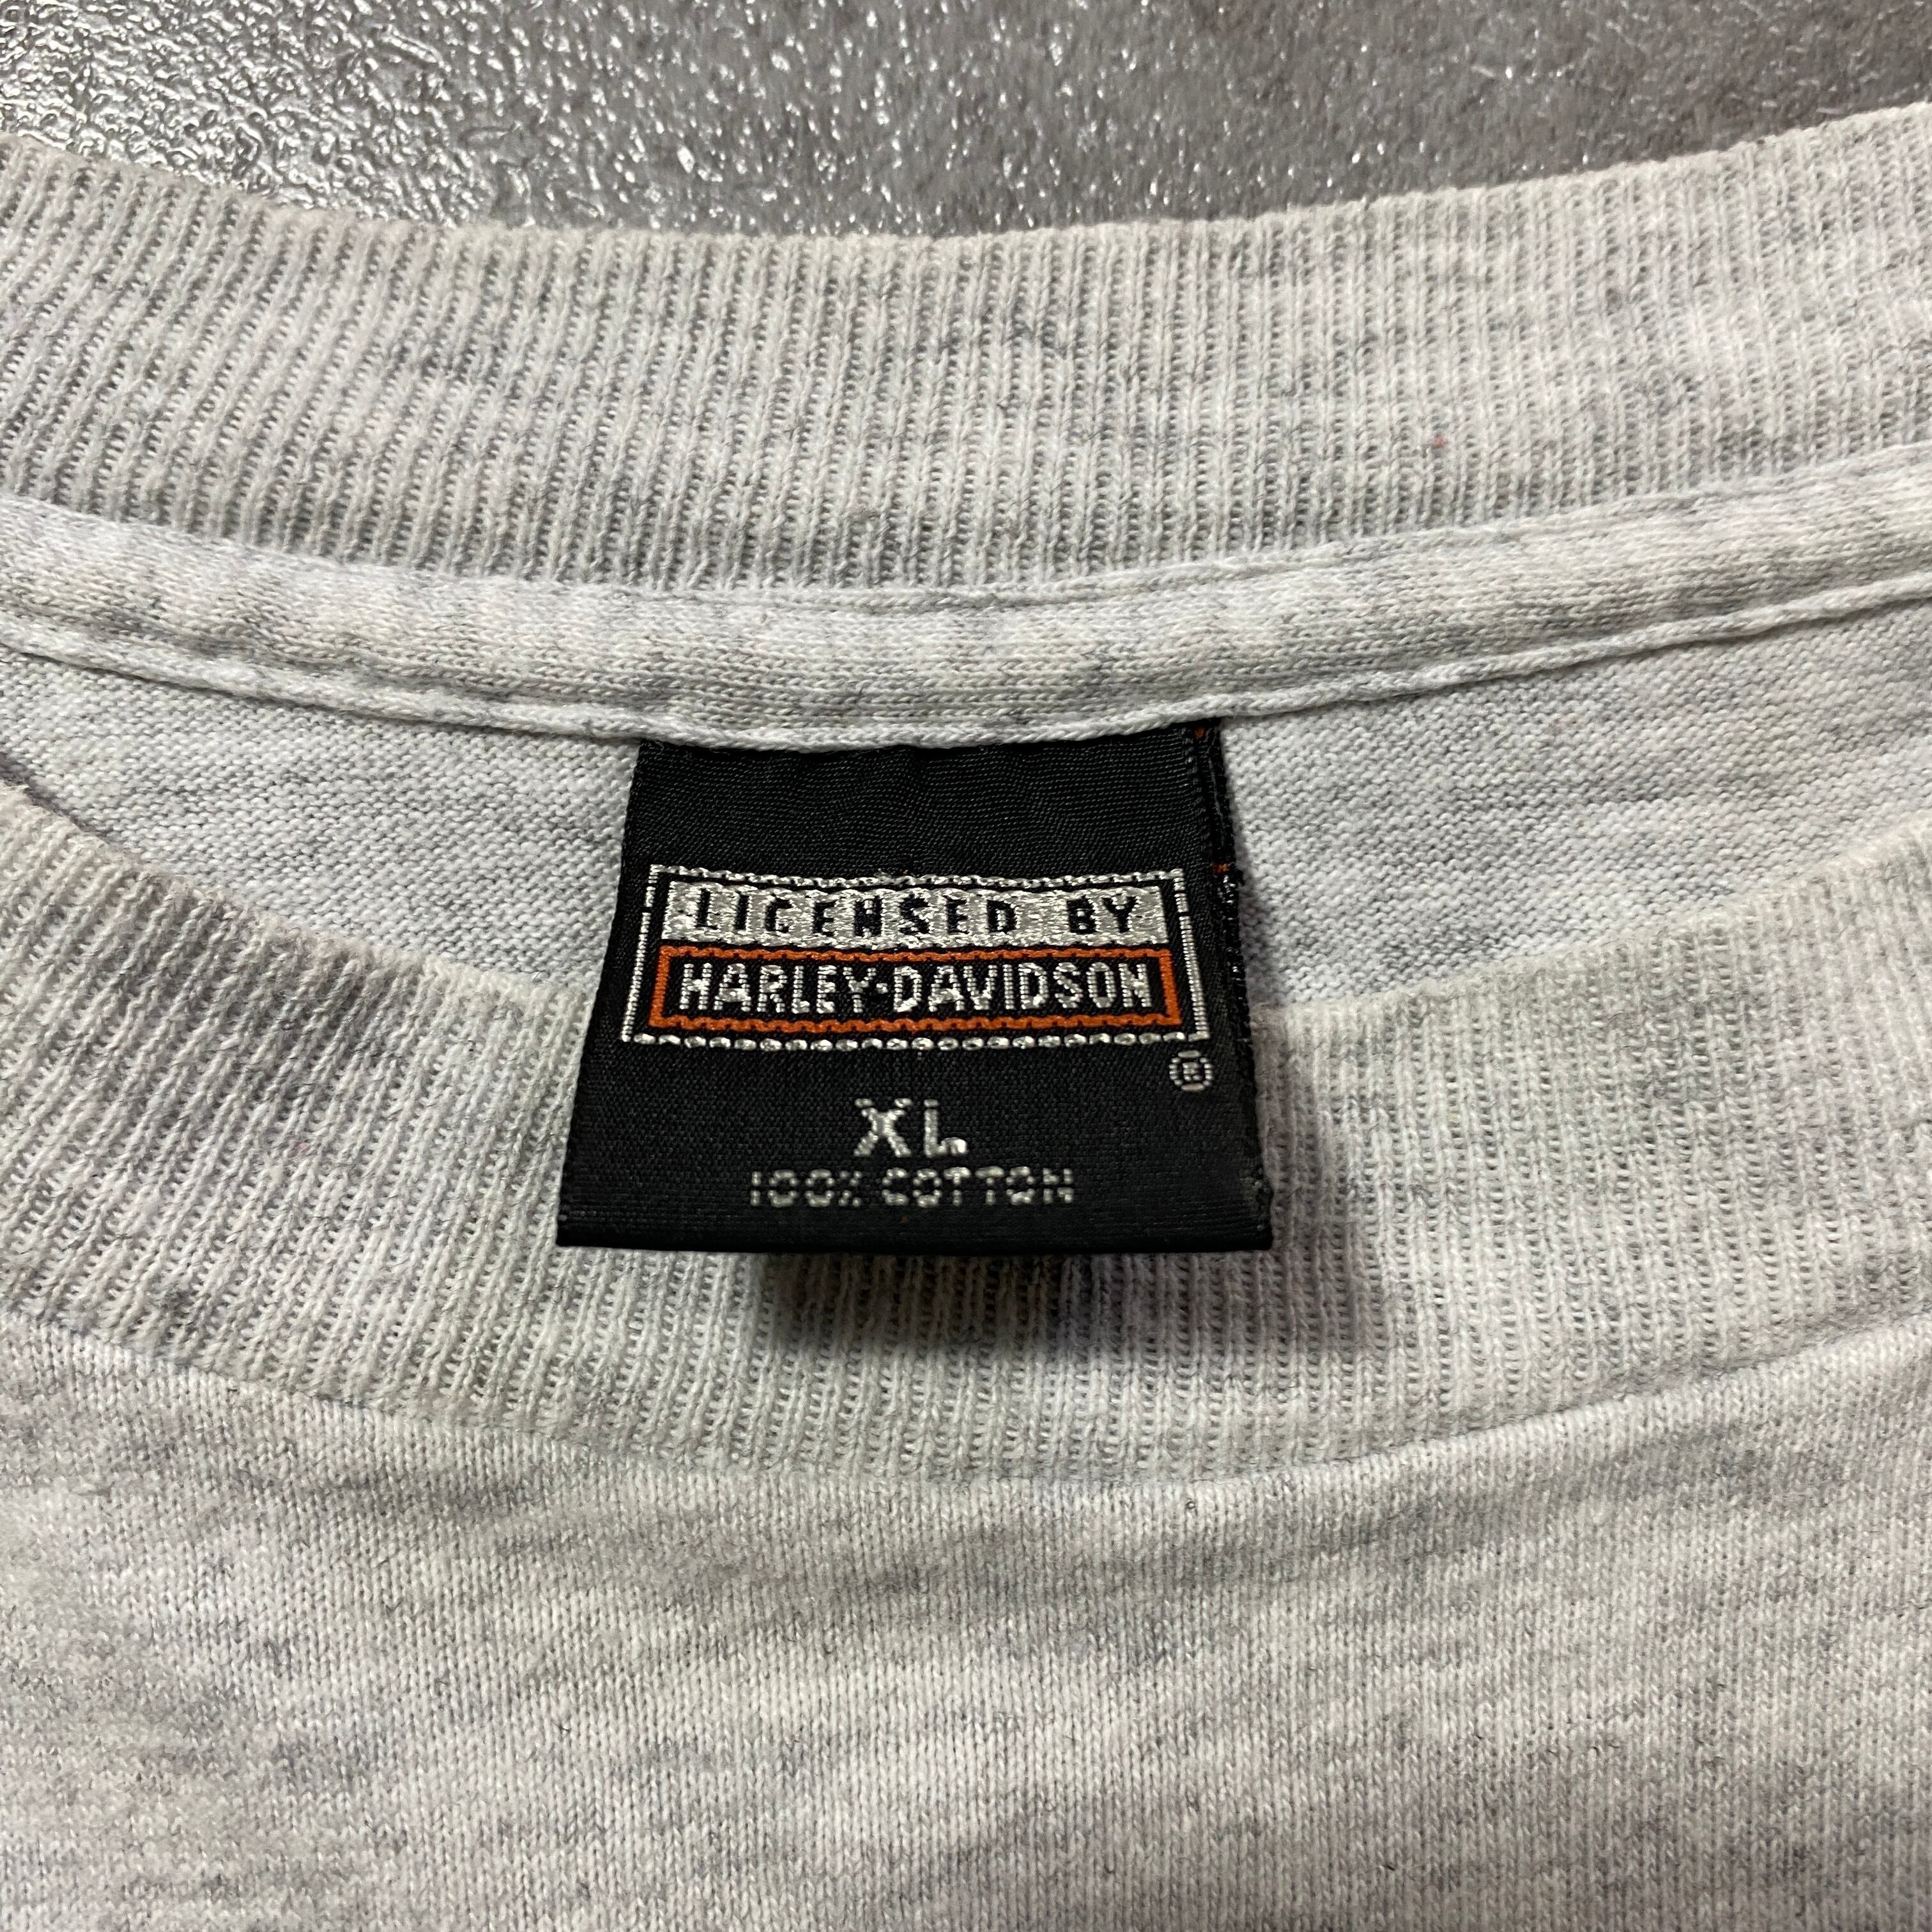 LICENSED BY
HARLEY-DAVIDSON
®
XL
100% COTTON